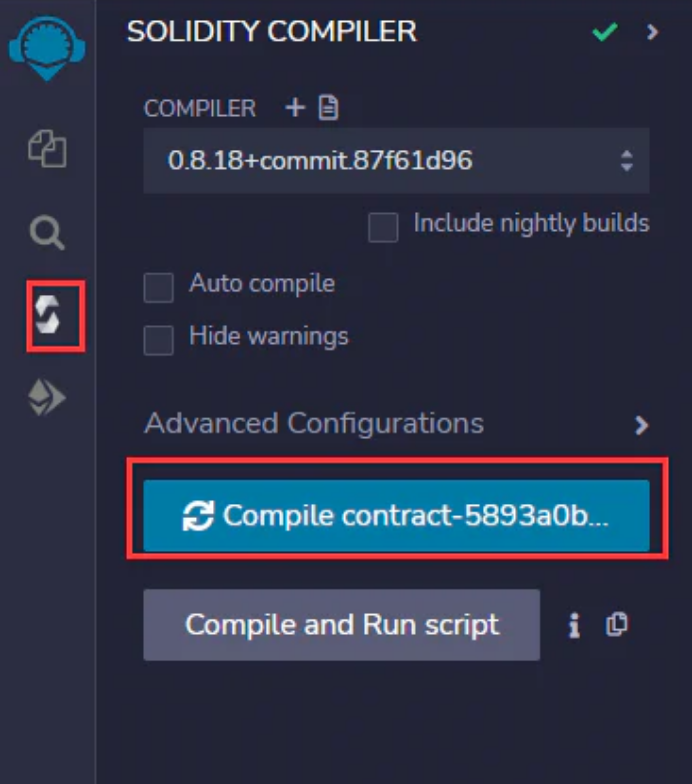 SOLIDITY COMPILER
COMPILER
0.8.18+commit.87f61d96
Include nightly builds
Auto compile
Hide warnings
Advanced Configurations
Compile contract-5893a0b...
Compile and Run script